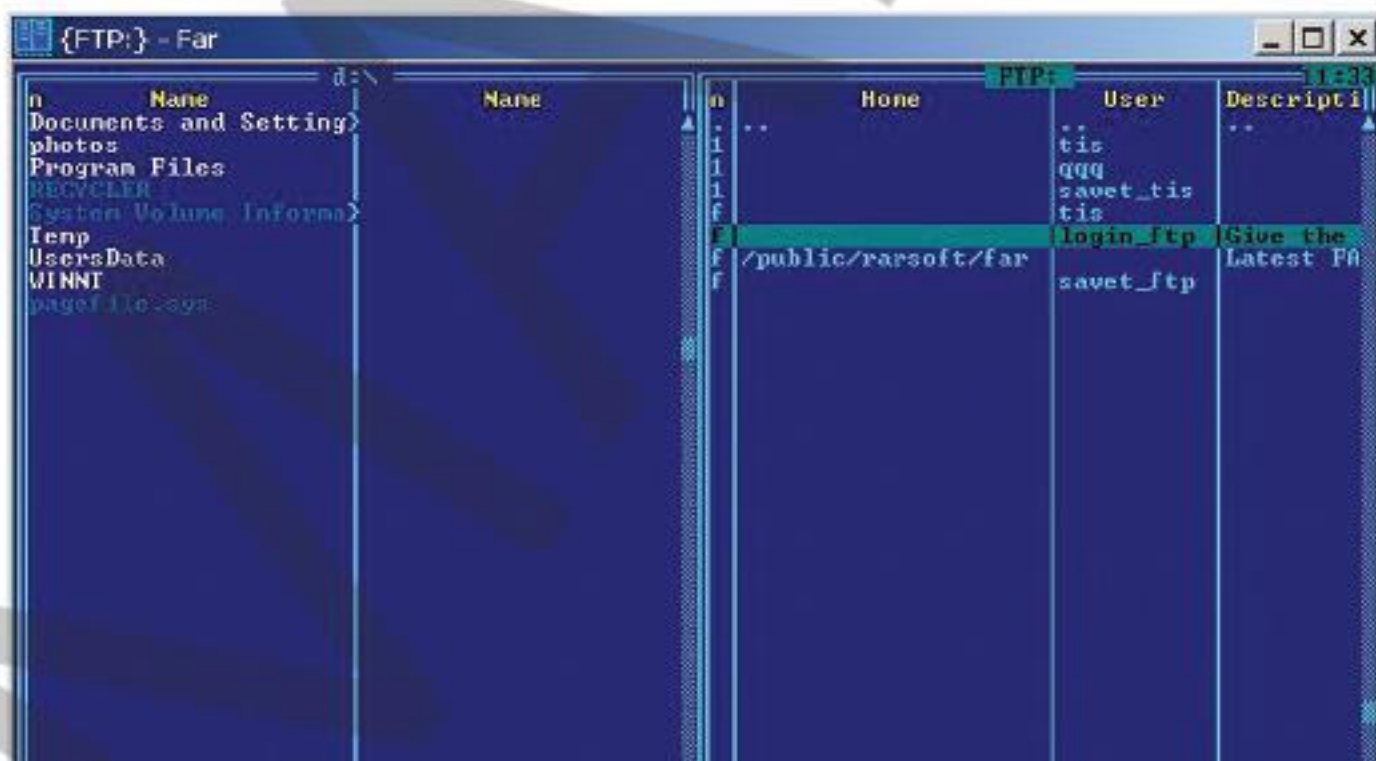 {FTP:} - Far
d:\
n Name Name
Documents and Setting}
photos
Program Files
RECYCLER
System Volume Informa}
Temp
UsersData
WINNT
pagefile.sys
FTP: 11:33
n Home User Descripti
. .. .. ..
1 tis
1 qqq
1 savet_tis
f tis
f login_ftp Give the
f /public/rarsoft/far Latest FA
f savet_ftp